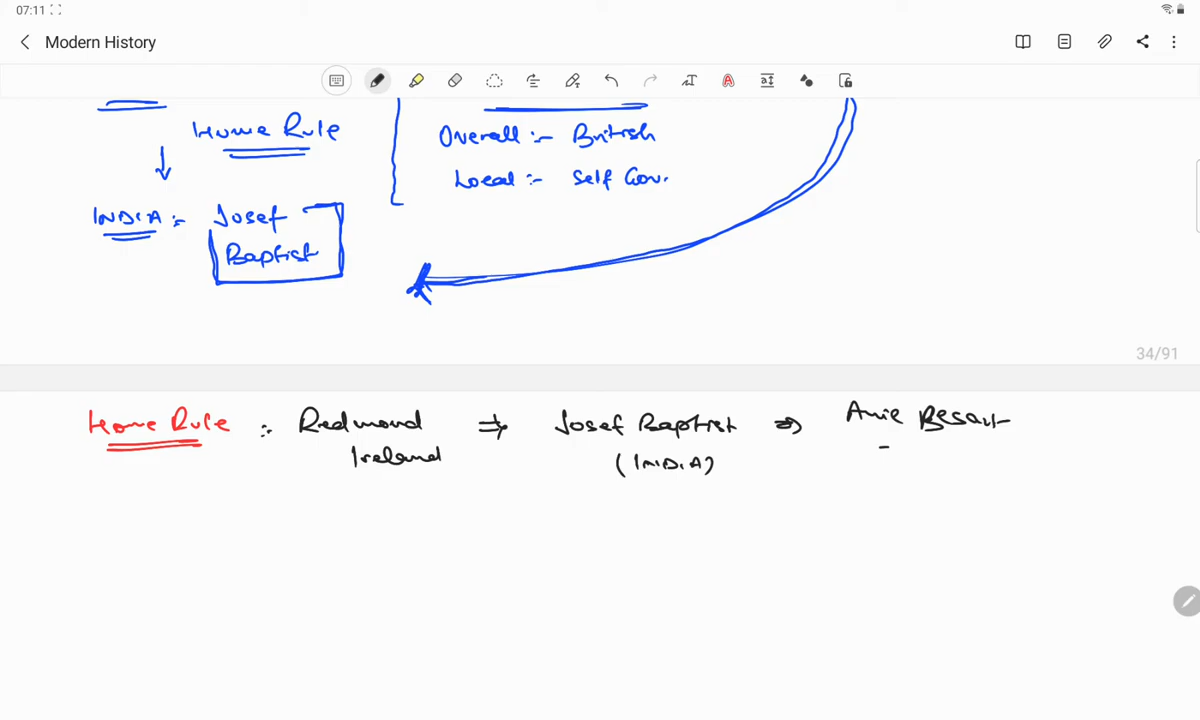 07:11
Modern History
Home Rule
Overall :- British
Local :- Self Gov.
INDIA :- Josef
Baptist
34/91
Home Rule : Redmond ⇒ Josef Baptist ⇒ Anie Besant
Ireland (INDIA)